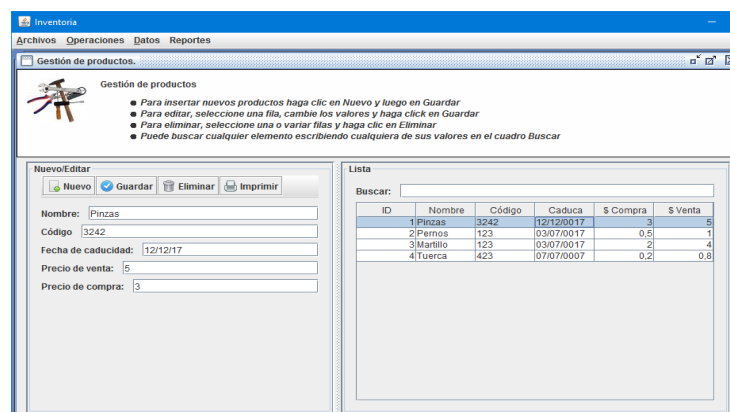 Inventoria
Archivos Operaciones Datos Reportes
Gestión de productos.
Gestión de productos
Para insertar nuevos productos haga clic en Nuevo y luego en Guardar
Para editar, seleccione una fila, cambie los valores y haga click en Guardar
Para eliminar, seleccione una o variar filas y haga clic en Eliminar
Puede buscar cualquier elemento escribiendo cualquiera de sus valores en el cuadro Buscar
Nuevo/Editar
Nuevo Guardar Eliminar Imprimir
Nombre: Pinzas
Código 3242
Fecha de caducidad: 12/12/17
Precio de venta: 5
Precio de compra: 3
Lista
Buscar:
ID Nombre Código Caduca $ Compra $ Venta
1 Pinzas 3242 12/12/0017 3 5
2 Pernos 123 03/07/0017 0,5 1
3 Martillo 123 03/07/0017 2 4
4 Tuerca 423 07/07/0007 0,2 0,8